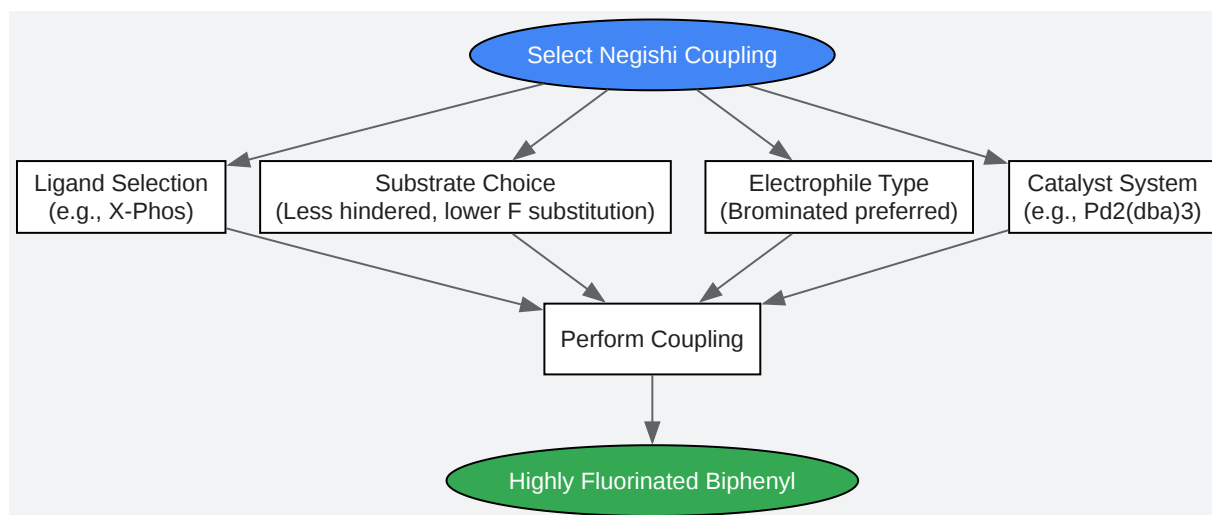 Select Negishi Coupling
Ligand Selection
(e.g., X-Phos)
Substrate Choice
(Less hindered, lower F substitution)
Electrophile Type
(Brominated preferred)
Catalyst System
(e.g., Pd2(dba)3)
Perform Coupling
Highly Fluorinated Biphenyl